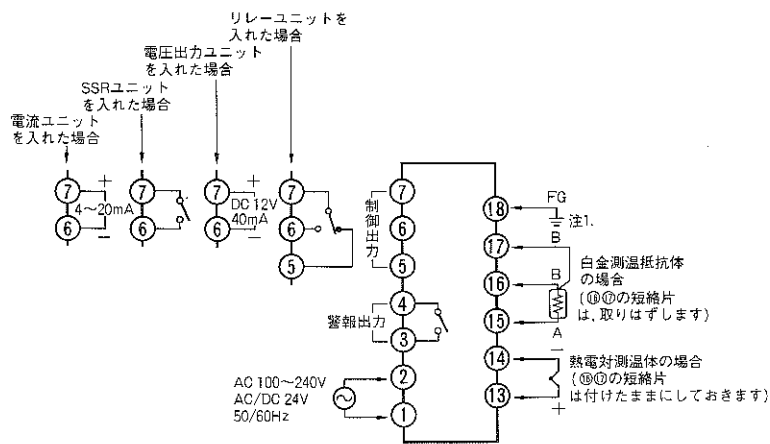 リレーユニットを
入れた場合
電圧出力ユニット
を入れた場合
SSRユニット
を入れた場合
電流ユニット
を入れた場合
7
+
4～20mA
6
−
7
6
7
+
DC 12V
40mA
6
−
7
6
5
7
制御出力
6
5
4
警報出力
3
2
AC 100～240V
AC/DC 24V
50/60Hz
1
18
FG
注1.
17
B
16
B
15
A
白金測温抵抗体
の場合
(⑯⑰の短絡片
は、取りはずします)
14
−
13
+
熱電対測温体の場合
(⑯⑰の短絡片
は付けたままにしておきます)